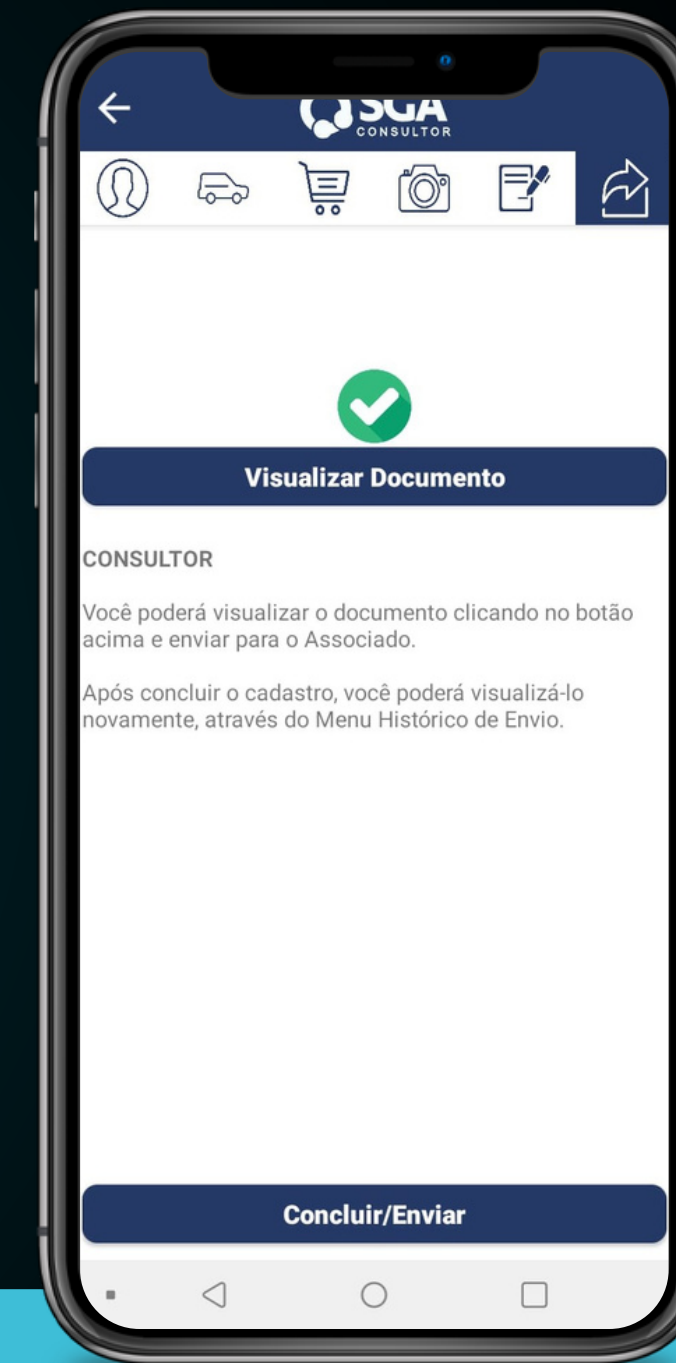 SGA
CONSULTOR
Visualizar Documento
CONSULTOR
Você poderá visualizar o documento clicando no botão
acima e enviar para o Associado.
Após concluir o cadastro, você poderá visualizá-lo
novamente, através do Menu Histórico de Envio.
Concluir/Enviar